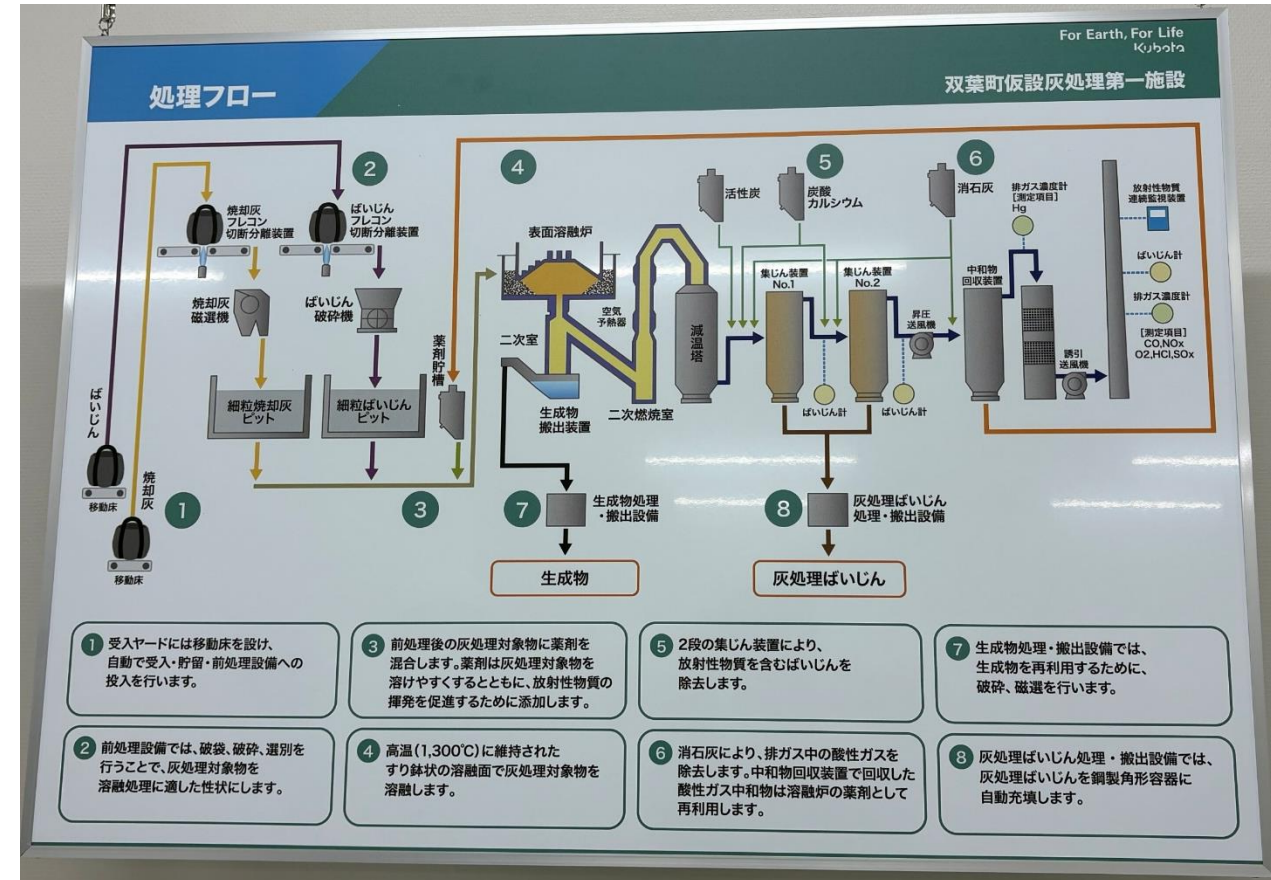 For Earth, For Life
Kubota
処理フロー
双葉町仮設灰処理第一施設
2
焼却灰
フレコン
切断分離装置
ばいじん
フレコン
切断分離装置
焼却灰
磁選機
ばいじん
破砕機
細粒焼却灰
ピット
細粒ばいじん
ピット
ばいじん
移動床
焼却灰
移動床
1
薬剤貯槽
3
4
表面溶融炉
空気
予熱器
二次室
生成物
搬出装置
二次燃焼室
減温塔
活性炭
5
炭酸
カルシウム
6
消石灰
集じん装置
No.1
集じん装置
No.2
ばいじん計
ばいじん計
昇圧
送風機
中和物
回収装置
排ガス濃度計
[測定項目]
Hg
誘引
送風機
放射性物質
連続監視装置
ばいじん計
排ガス濃度計
[測定項目]
CO,NOx
O2,HCl,SOx
7
生成物処理
・搬出設備
生成物
8
灰処理ばいじん
処理・搬出設備
灰処理ばいじん
1 受入ヤードには移動床を設け、
自動で受入・貯留・前処理設備への
投入を行います。
2 前処理設備では、破袋、破砕、選別を
行うことで、灰処理対象物を
溶融処理に適した性状にします。
3 前処理後の灰処理対象物に薬剤を
混合します。薬剤は灰処理対象物を
溶けやすくするとともに、放射性物質の
揮発を促進するために添加します。
4 高温(1,300℃)に維持された
すり鉢状の溶融面で灰処理対象物を
溶融します。
5 2段の集じん装置により、
放射性物質を含むばいじんを
除去します。
6 消石灰により、排ガス中の酸性ガスを
除去します。中和物回収装置で回収した
酸性ガス中和物は溶融炉の薬剤として
再利用します。
7 生成物処理・搬出設備では、
生成物を再利用するために、
破砕、磁選を行います。
8 灰処理ばいじん処理・搬出設備では、
灰処理ばいじんを鋼製角形容器に
自動充填します。